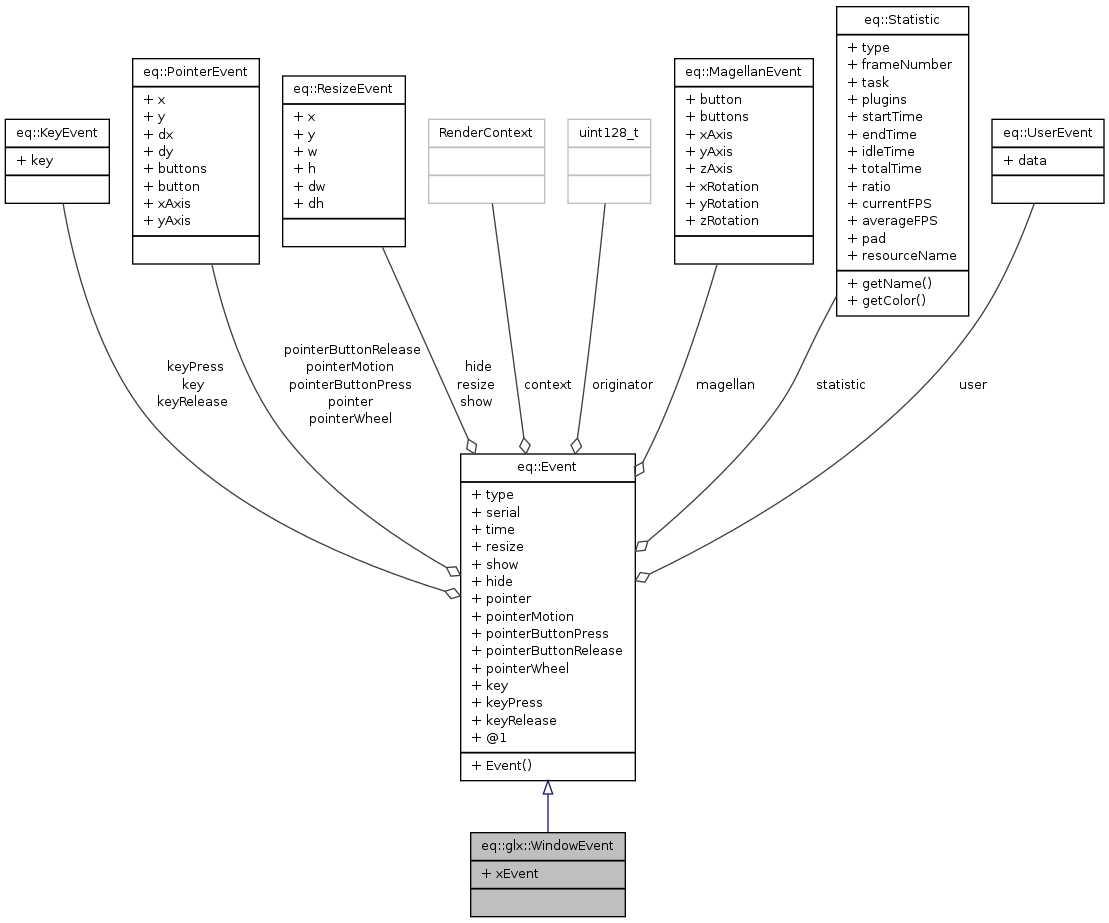 eq::KeyEvent
+ key
eq::PointerEvent
+ x
+ y
+ dx
+ dy
+ buttons
+ button
+ xAxis
+ yAxis
eq::ResizeEvent
+ x
+ y
+ w
+ h
+ dw
+ dh
RenderContext
uint128_t
eq::MagellanEvent
+ button
+ buttons
+ xAxis
+ yAxis
+ zAxis
+ xRotation
+ yRotation
+ zRotation
eq::Statistic
+ type
+ frameNumber
+ task
+ plugins
+ startTime
+ endTime
+ idleTime
+ totalTime
+ ratio
+ currentFPS
+ averageFPS
+ pad
+ resourceName
+ getName()
+ getColor()
eq::UserEvent
+ data
keyPress
key
keyRelease
pointerButtonRelease
pointerMotion
pointerButtonPress
pointer
pointerWheel
hide
resize
show
context
originator
magellan
statistic
user
eq::Event
+ type
+ serial
+ time
+ resize
+ show
+ hide
+ pointer
+ pointerMotion
+ pointerButtonPress
+ pointerButtonRelease
+ pointerWheel
+ key
+ keyPress
+ keyRelease
+ @1
+ Event()
eq::glx::WindowEvent
+ xEvent